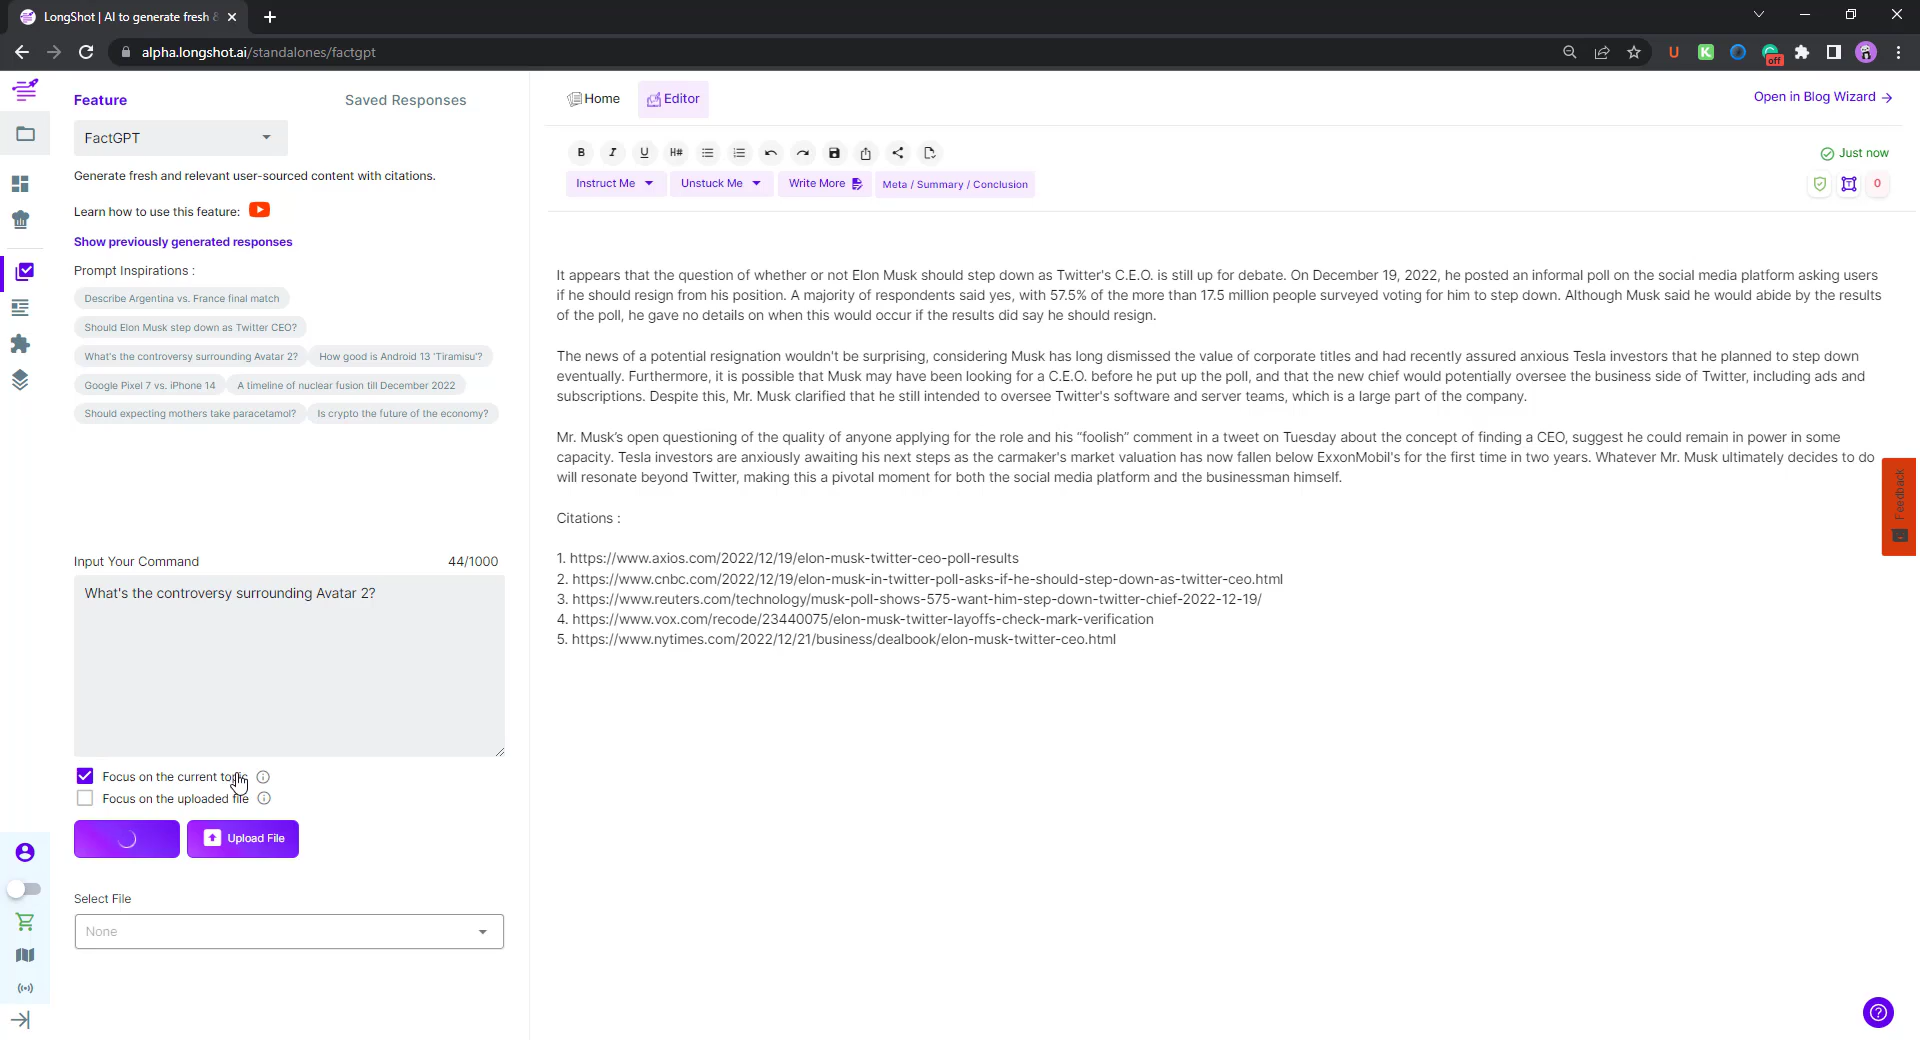 LongShot | AI to generate fresh &
alpha.longshot.ai/standalones/factgpt
U
K
off
Feature
Saved Responses
FactGPT
Generate fresh and relevant user-sourced content with citations.
Learn how to use this feature:
Show previously generated responses
Prompt Inspirations :
Describe Argentina vs. France final match
Should Elon Musk step down as Twitter CEO?
What's the controversy surrounding Avatar 2? How good is Android 13 'Tiramisu'?
Google Pixel 7 vs. iPhone 14 A timeline of nuclear fusion till December 2022
Should expecting mothers take paracetamol? Is crypto the future of the economy?
Input Your Command 44/1000
What's the controversy surrounding Avatar 2?
Focus on the current topic
Focus on the uploaded file
Upload File
Select File
None
Home
Editor
Open in Blog Wizard
B I U H#
Just now
Instruct Me
Unstuck Me
Write More
Meta / Summary / Conclusion
0
It appears that the question of whether or not Elon Musk should step down as Twitter's C.E.O. is still up for debate. On December 19, 2022, he posted an informal poll on the social media platform asking users
if he should resign from his position. A majority of respondents said yes, with 57.5% of the more than 17.5 million people surveyed voting for him to step down. Although Musk said he would abide by the results
of the poll, he gave no details on when this would occur if the results did say he should resign.
The news of a potential resignation wouldn't be surprising, considering Musk has long dismissed the value of corporate titles and had recently assured anxious Tesla investors that he planned to step down
eventually. Furthermore, it is possible that Musk may have been looking for a C.E.O. before he put up the poll, and that the new chief would potentially oversee the business side of Twitter, including ads and
subscriptions. Despite this, Mr. Musk clarified that he still intended to oversee Twitter's software and server teams, which is a large part of the company.
Mr. Musk's open questioning of the quality of anyone applying for the role and his “foolish” comment in a tweet on Tuesday about the concept of finding a CEO, suggest he could remain in power in some
capacity. Tesla investors are anxiously awaiting his next steps as the carmaker's market valuation has now fallen below ExxonMobil's for the first time in two years. Whatever Mr. Musk ultimately decides to do
will resonate beyond Twitter, making this a pivotal moment for both the social media platform and the businessman himself.
Citations :
1. https://www.axios.com/2022/12/19/elon-musk-twitter-ceo-poll-results
2. https://www.cnbc.com/2022/12/19/elon-musk-in-twitter-poll-asks-if-he-should-step-down-as-twitter-ceo.html
3. https://www.reuters.com/technology/musk-poll-shows-575-want-him-step-down-twitter-chief-2022-12-19/
4. https://www.vox.com/recode/23440075/elon-musk-twitter-layoffs-check-mark-verification
5. https://www.nytimes.com/2022/12/21/business/dealbook/elon-musk-twitter-ceo.html
Feedback